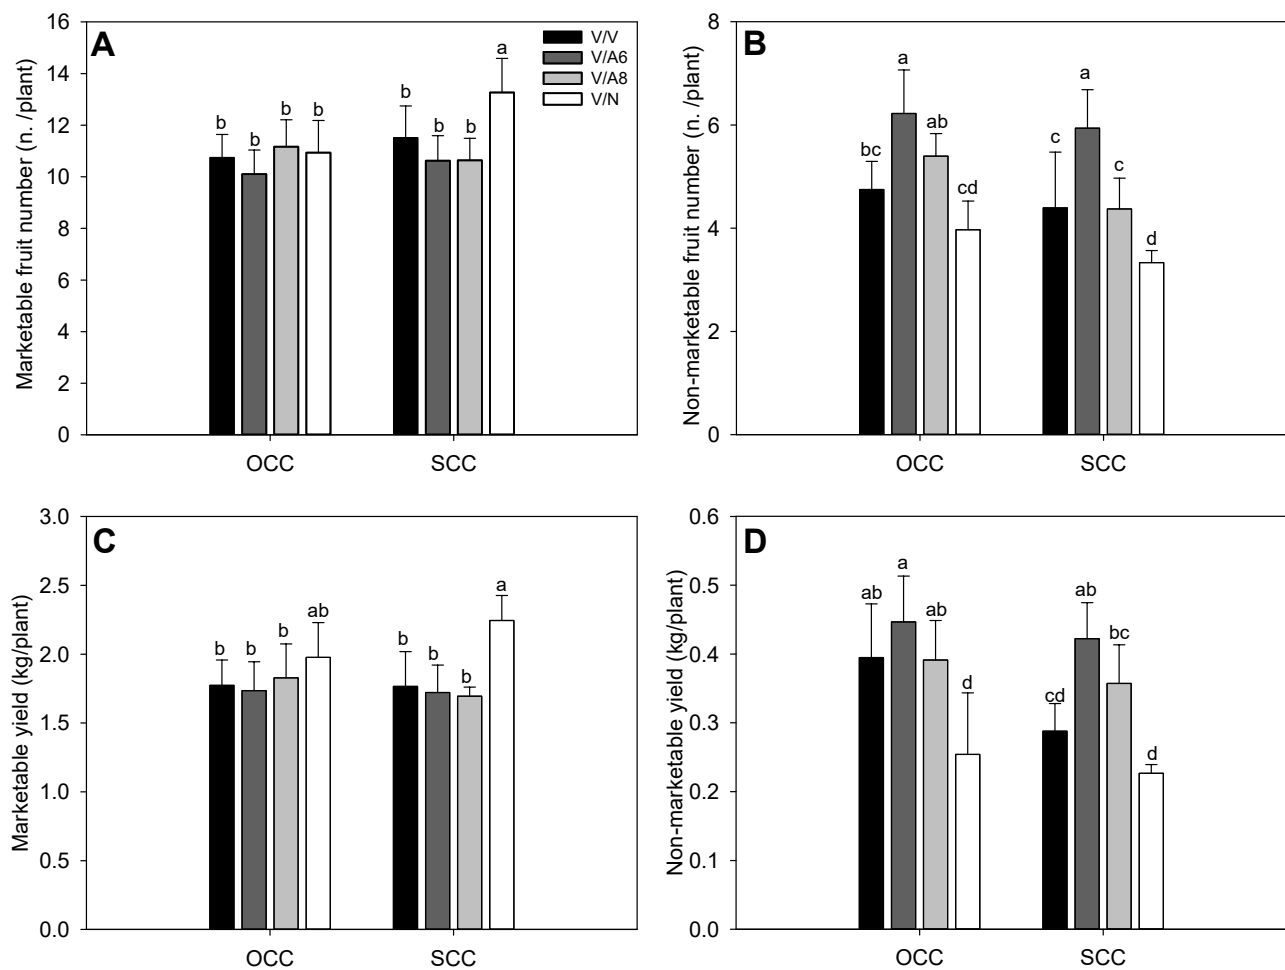 A
Marketable fruit number (n. /plant)
16
14
12
10
8
6
4
2
0
V/V
V/A6
V/A8
V/N
b
b
b
b
b
b
b
a
OCC
SCC
B
Non-marketable fruit number (n. /plant)
8
6
4
2
0
bc
a
ab
cd
c
a
c
d
OCC
SCC
C
Marketable yield (kg/plant)
3.0
2.5
2.0
1.5
1.0
0.5
0.0
b
b
b
ab
b
b
b
a
OCC
SCC
D
Non-marketable yield (kg/plant)
0.6
0.5
0.4
0.3
0.2
0.1
0.0
ab
a
ab
d
cd
ab
bc
d
OCC
SCC